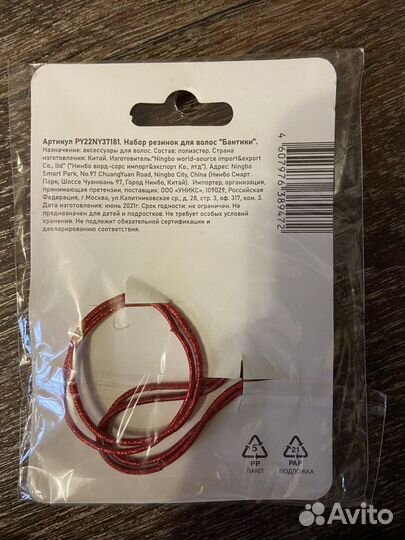 Артикул PY22NY37181. Набор резинок для волос "Бантики".
Назначение: аксессуары для волос. Состав: полиэстер. Страна
изготовления: Китай. Изготовитель:"Ningbo world-source import&export
Co., ltd" ("Нинбо ворд-сорс импорт&экспорт Ко., лтд"). Адрес: Ningbo
Smart Park, No.97 ChuangYuan Road, Ningbo City, China (Нинбо Смарт
Парк, Шоссе Чуаньюань 97, Город Нинбо, Китай). Импортер, организация,
принимающая претензии, поставщик: ООО «УНИКС», 109029, Российская
Федерация, г.Москва, ул.Калитниковская ср., д. 28, стр. 3, оф. 317, ком. 3.
Дата изготовления: июнь 2021г. Срок годности: не ограничен. Не
предназначен для детей и подростков. Не требует особых условий
хранения. Не подлежит обязательной сертификации и
декларированию соответствия.
4 607976 389472
5
PP
ПАКЕТ
21
PAP
ПОДЛОЖКА
Avito